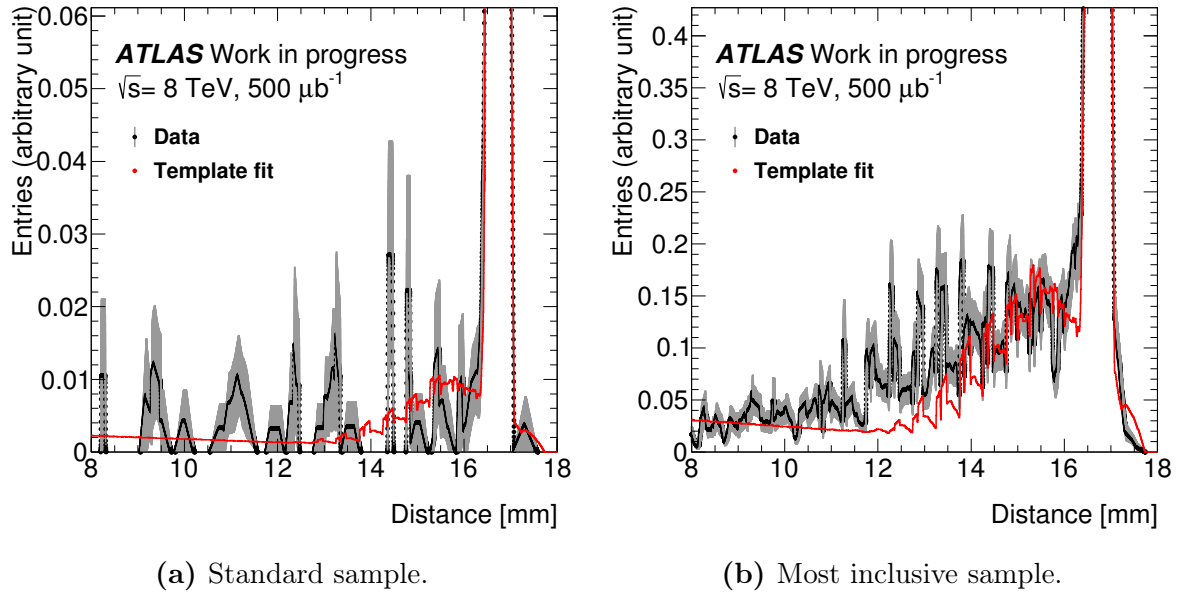 Entries (arbitrary unit)
0.06
0.05
0.04
0.03
0.02
0.01
0
ATLAS Work in progress
√s= 8 TeV, 500 μb⁻¹
Data
Template fit
8 10 12 14 16 18
Distance [mm]
(a) Standard sample.
Entries (arbitrary unit)
0.4
0.35
0.3
0.25
0.2
0.15
0.1
0.05
0
ATLAS Work in progress
√s= 8 TeV, 500 μb⁻¹
Data
Template fit
8 10 12 14 16 18
Distance [mm]
(b) Most inclusive sample.